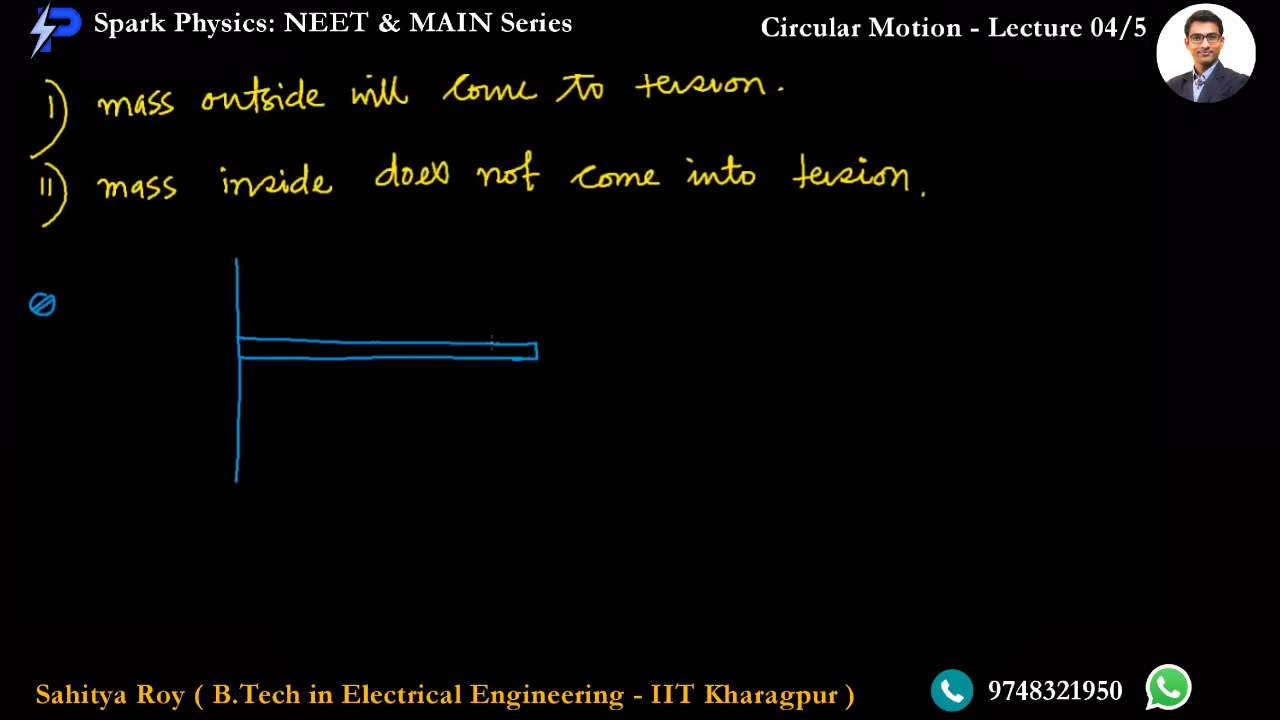 Spark Physics: NEET & MAIN Series
Circular Motion - Lecture 04/5
I) mass outside will come to tension.
II) mass inside does not come into tension.
Sahitya Roy ( B.Tech in Electrical Engineering - IIT Kharagpur )
9748321950